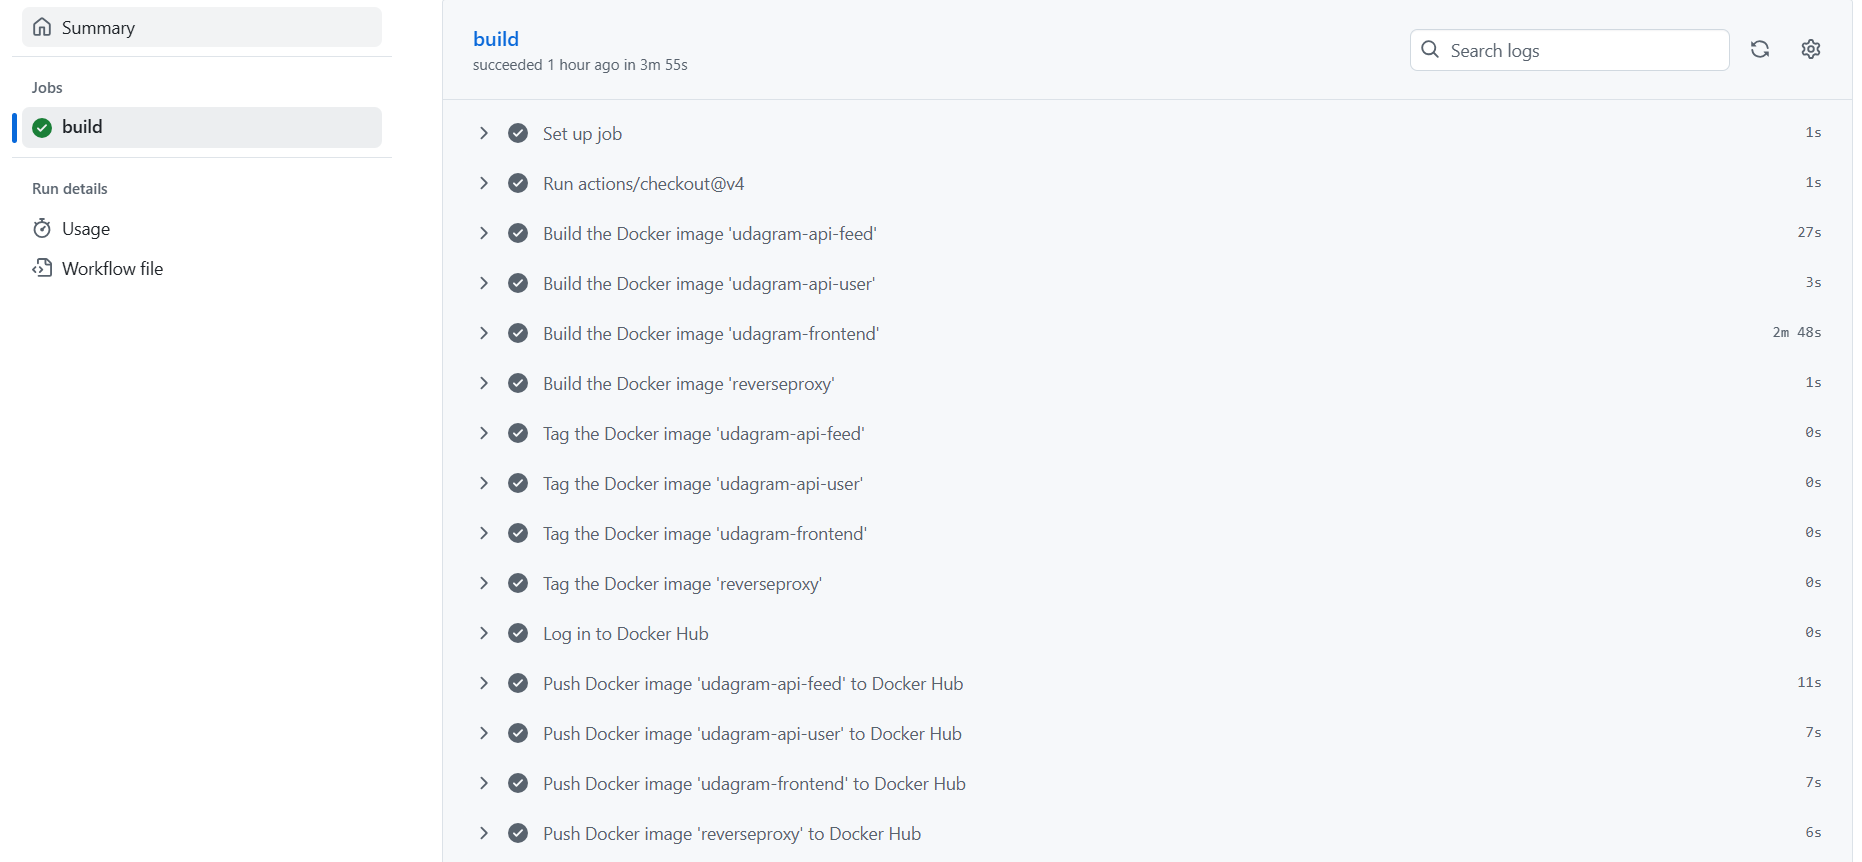 Summary
Jobs
build
Run details
Usage
Workflow file
build
succeeded 1 hour ago in 3m 55s
Search logs
Set up job 1s
Run actions/checkout@v4 1s
Build the Docker image 'udagram-api-feed' 27s
Build the Docker image 'udagram-api-user' 3s
Build the Docker image 'udagram-frontend' 2m 48s
Build the Docker image 'reverseproxy' 1s
Tag the Docker image 'udagram-api-feed' 0s
Tag the Docker image 'udagram-api-user' 0s
Tag the Docker image 'udagram-frontend' 0s
Tag the Docker image 'reverseproxy' 0s
Log in to Docker Hub 0s
Push Docker image 'udagram-api-feed' to Docker Hub 11s
Push Docker image 'udagram-api-user' to Docker Hub 7s
Push Docker image 'udagram-frontend' to Docker Hub 7s
Push Docker image 'reverseproxy' to Docker Hub 6s